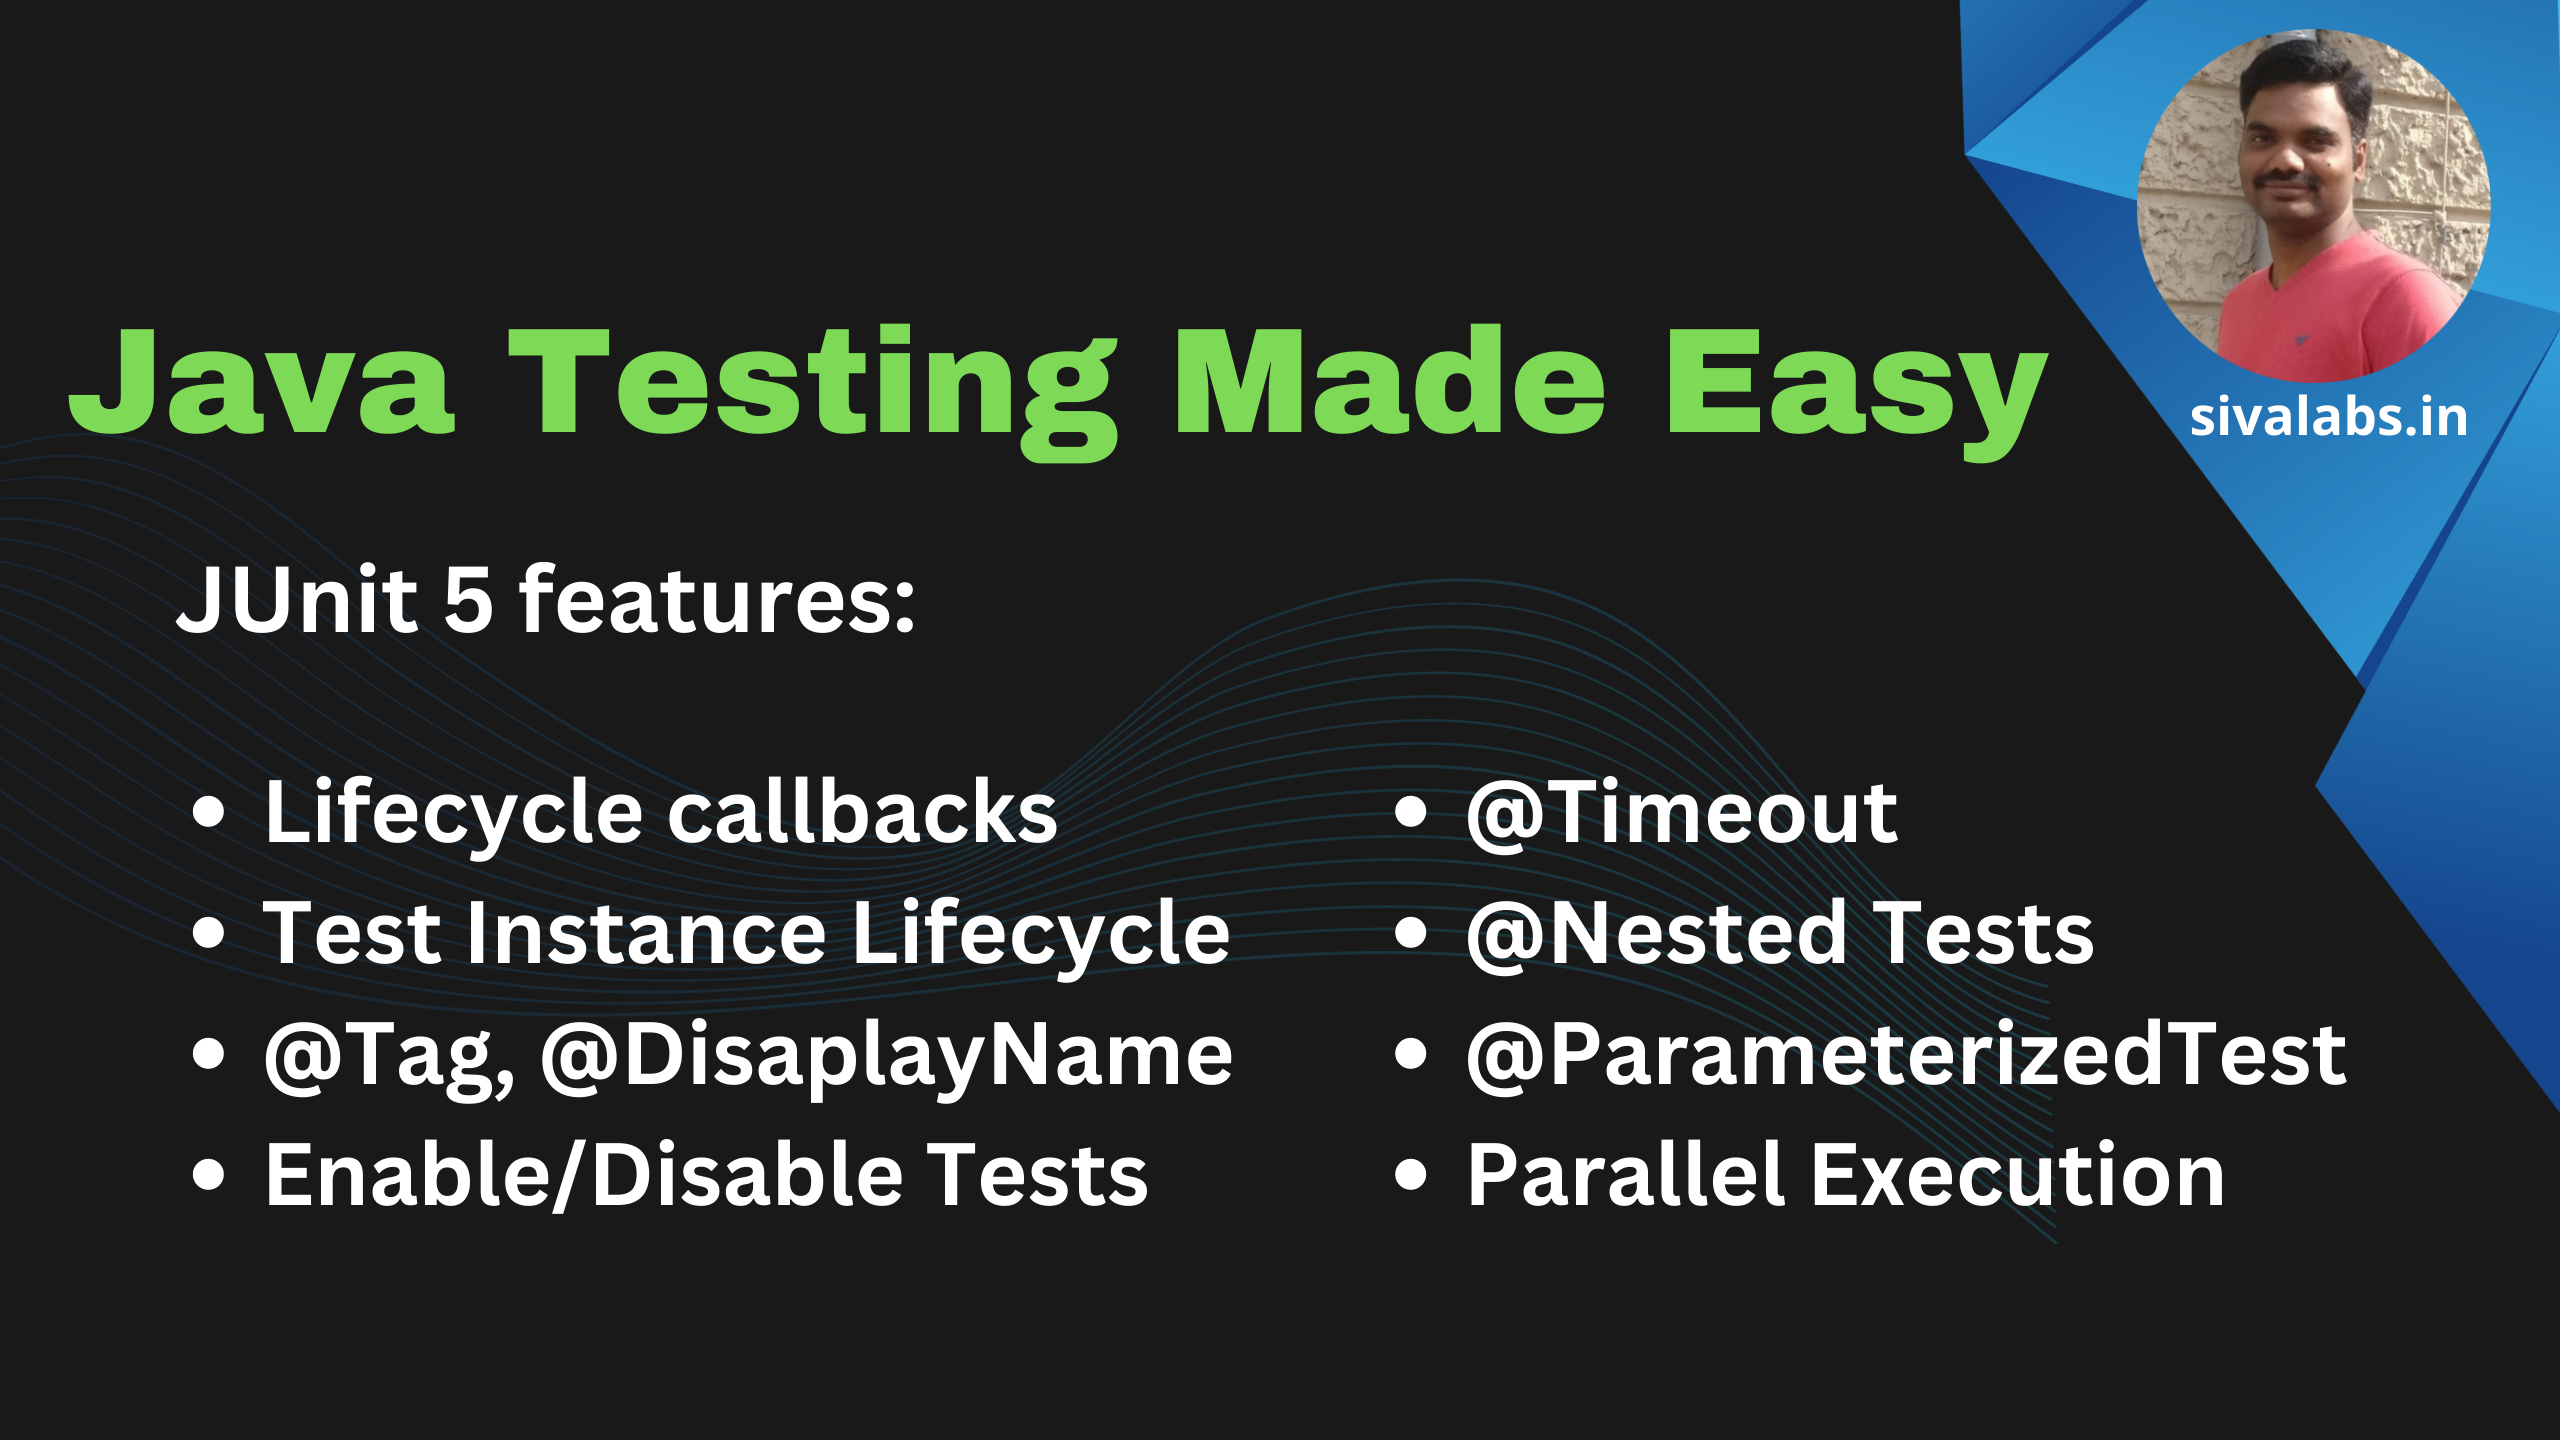 Java Testing Made Easy
sivalabs.in
JUnit 5 features:
• Lifecycle callbacks
• Test Instance Lifecycle
• @Tag, @DisaplayName
• Enable/Disable Tests
• @Timeout
• @Nested Tests
• @ParameterizedTest
• Parallel Execution